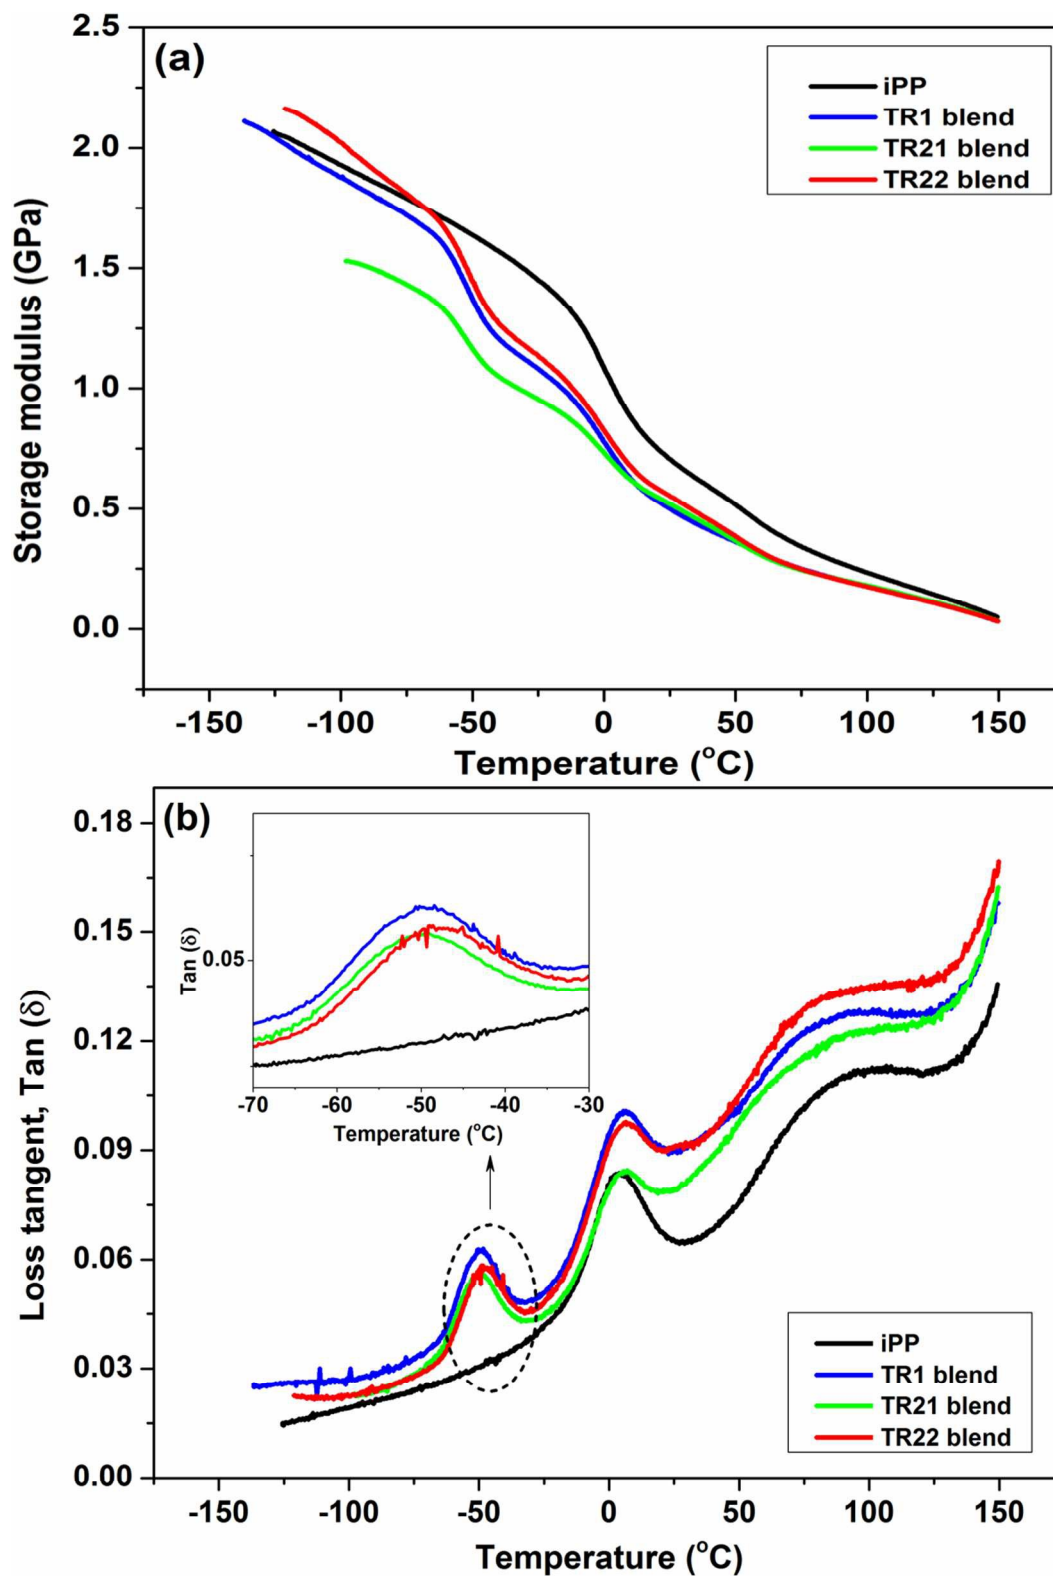 (a)
iPP
TR1 blend
TR21 blend
TR22 blend
Storage modulus (GPa)
2.5
2.0
1.5
1.0
0.5
0.0
-150 -100 -50 0 50 100 150
Temperature (°C)
(b)
Loss tangent, Tan (δ)
0.18
0.15
0.12
0.09
0.06
0.03
0.00
Tan (δ)
0.05
-70 -60 -50 -40 -30
Temperature (°C)
iPP
TR1 blend
TR21 blend
TR22 blend
-150 -100 -50 0 50 100 150
Temperature (°C)